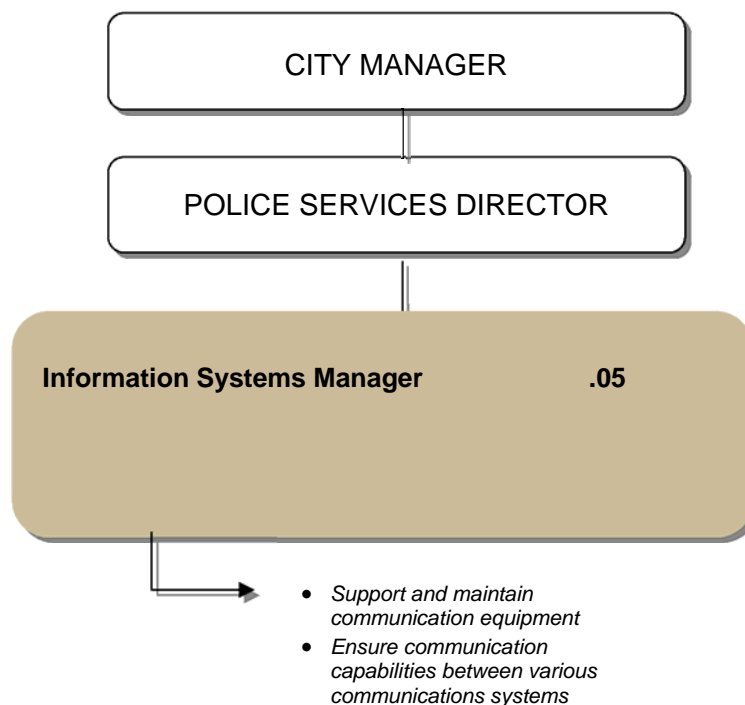 CITY MANAGER
POLICE SERVICES DIRECTOR
Information Systems Manager .05
• Support and maintain
communication equipment
• Ensure communication
capabilities between various
communications systems